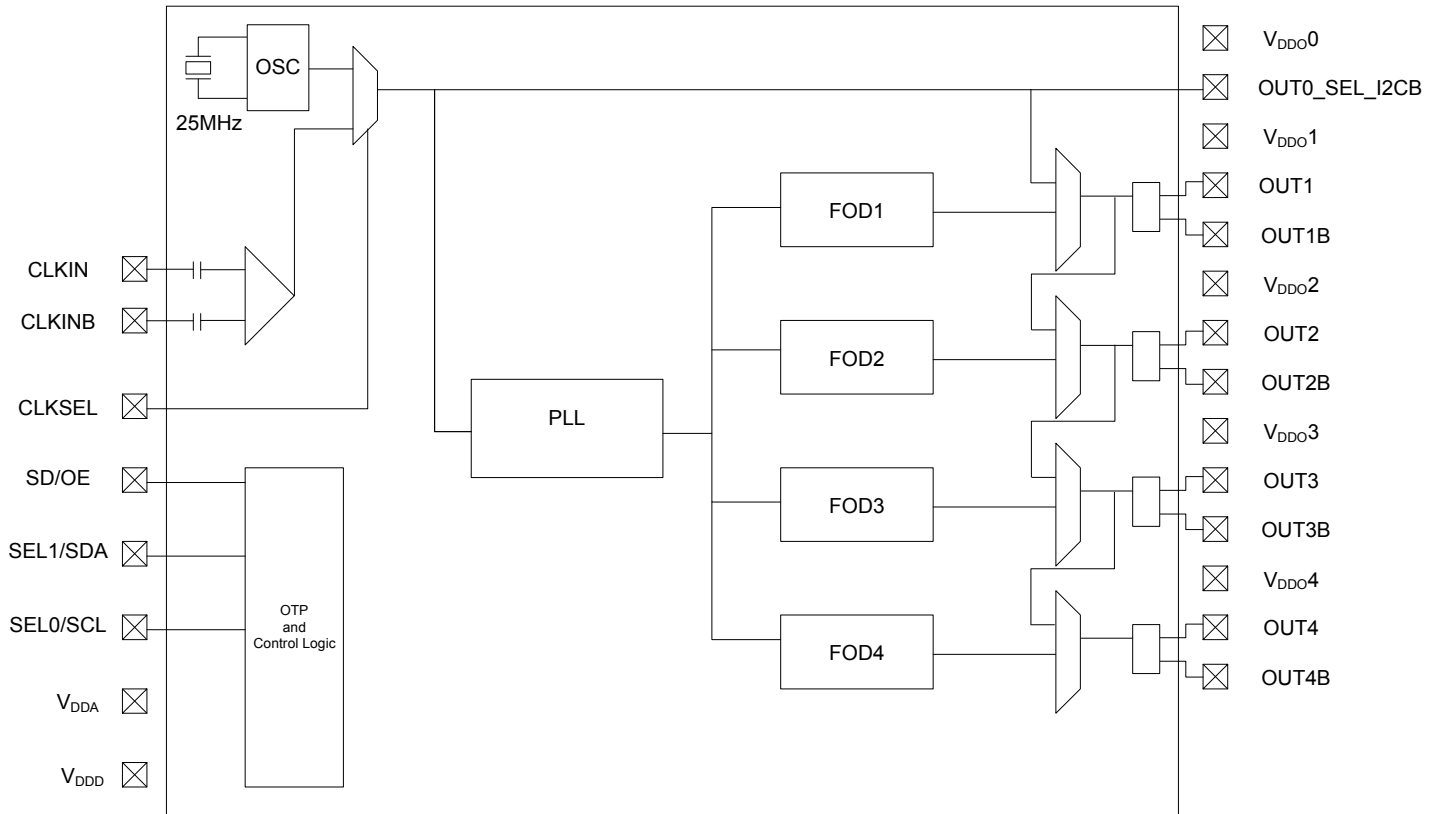 OSC
25MHz
CLKIN
CLKINB
CLKSEL
SD/OE
SEL1/SDA
SEL0/SCL
VDDA
VDDD
OTP
and
Control Logic
PLL
FOD1
FOD2
FOD3
FOD4
VDDO0
OUT0_SEL_I2CB
VDDO1
OUT1
OUT1B
VDDO2
OUT2
OUT2B
VDDO3
OUT3
OUT3B
VDDO4
OUT4
OUT4B